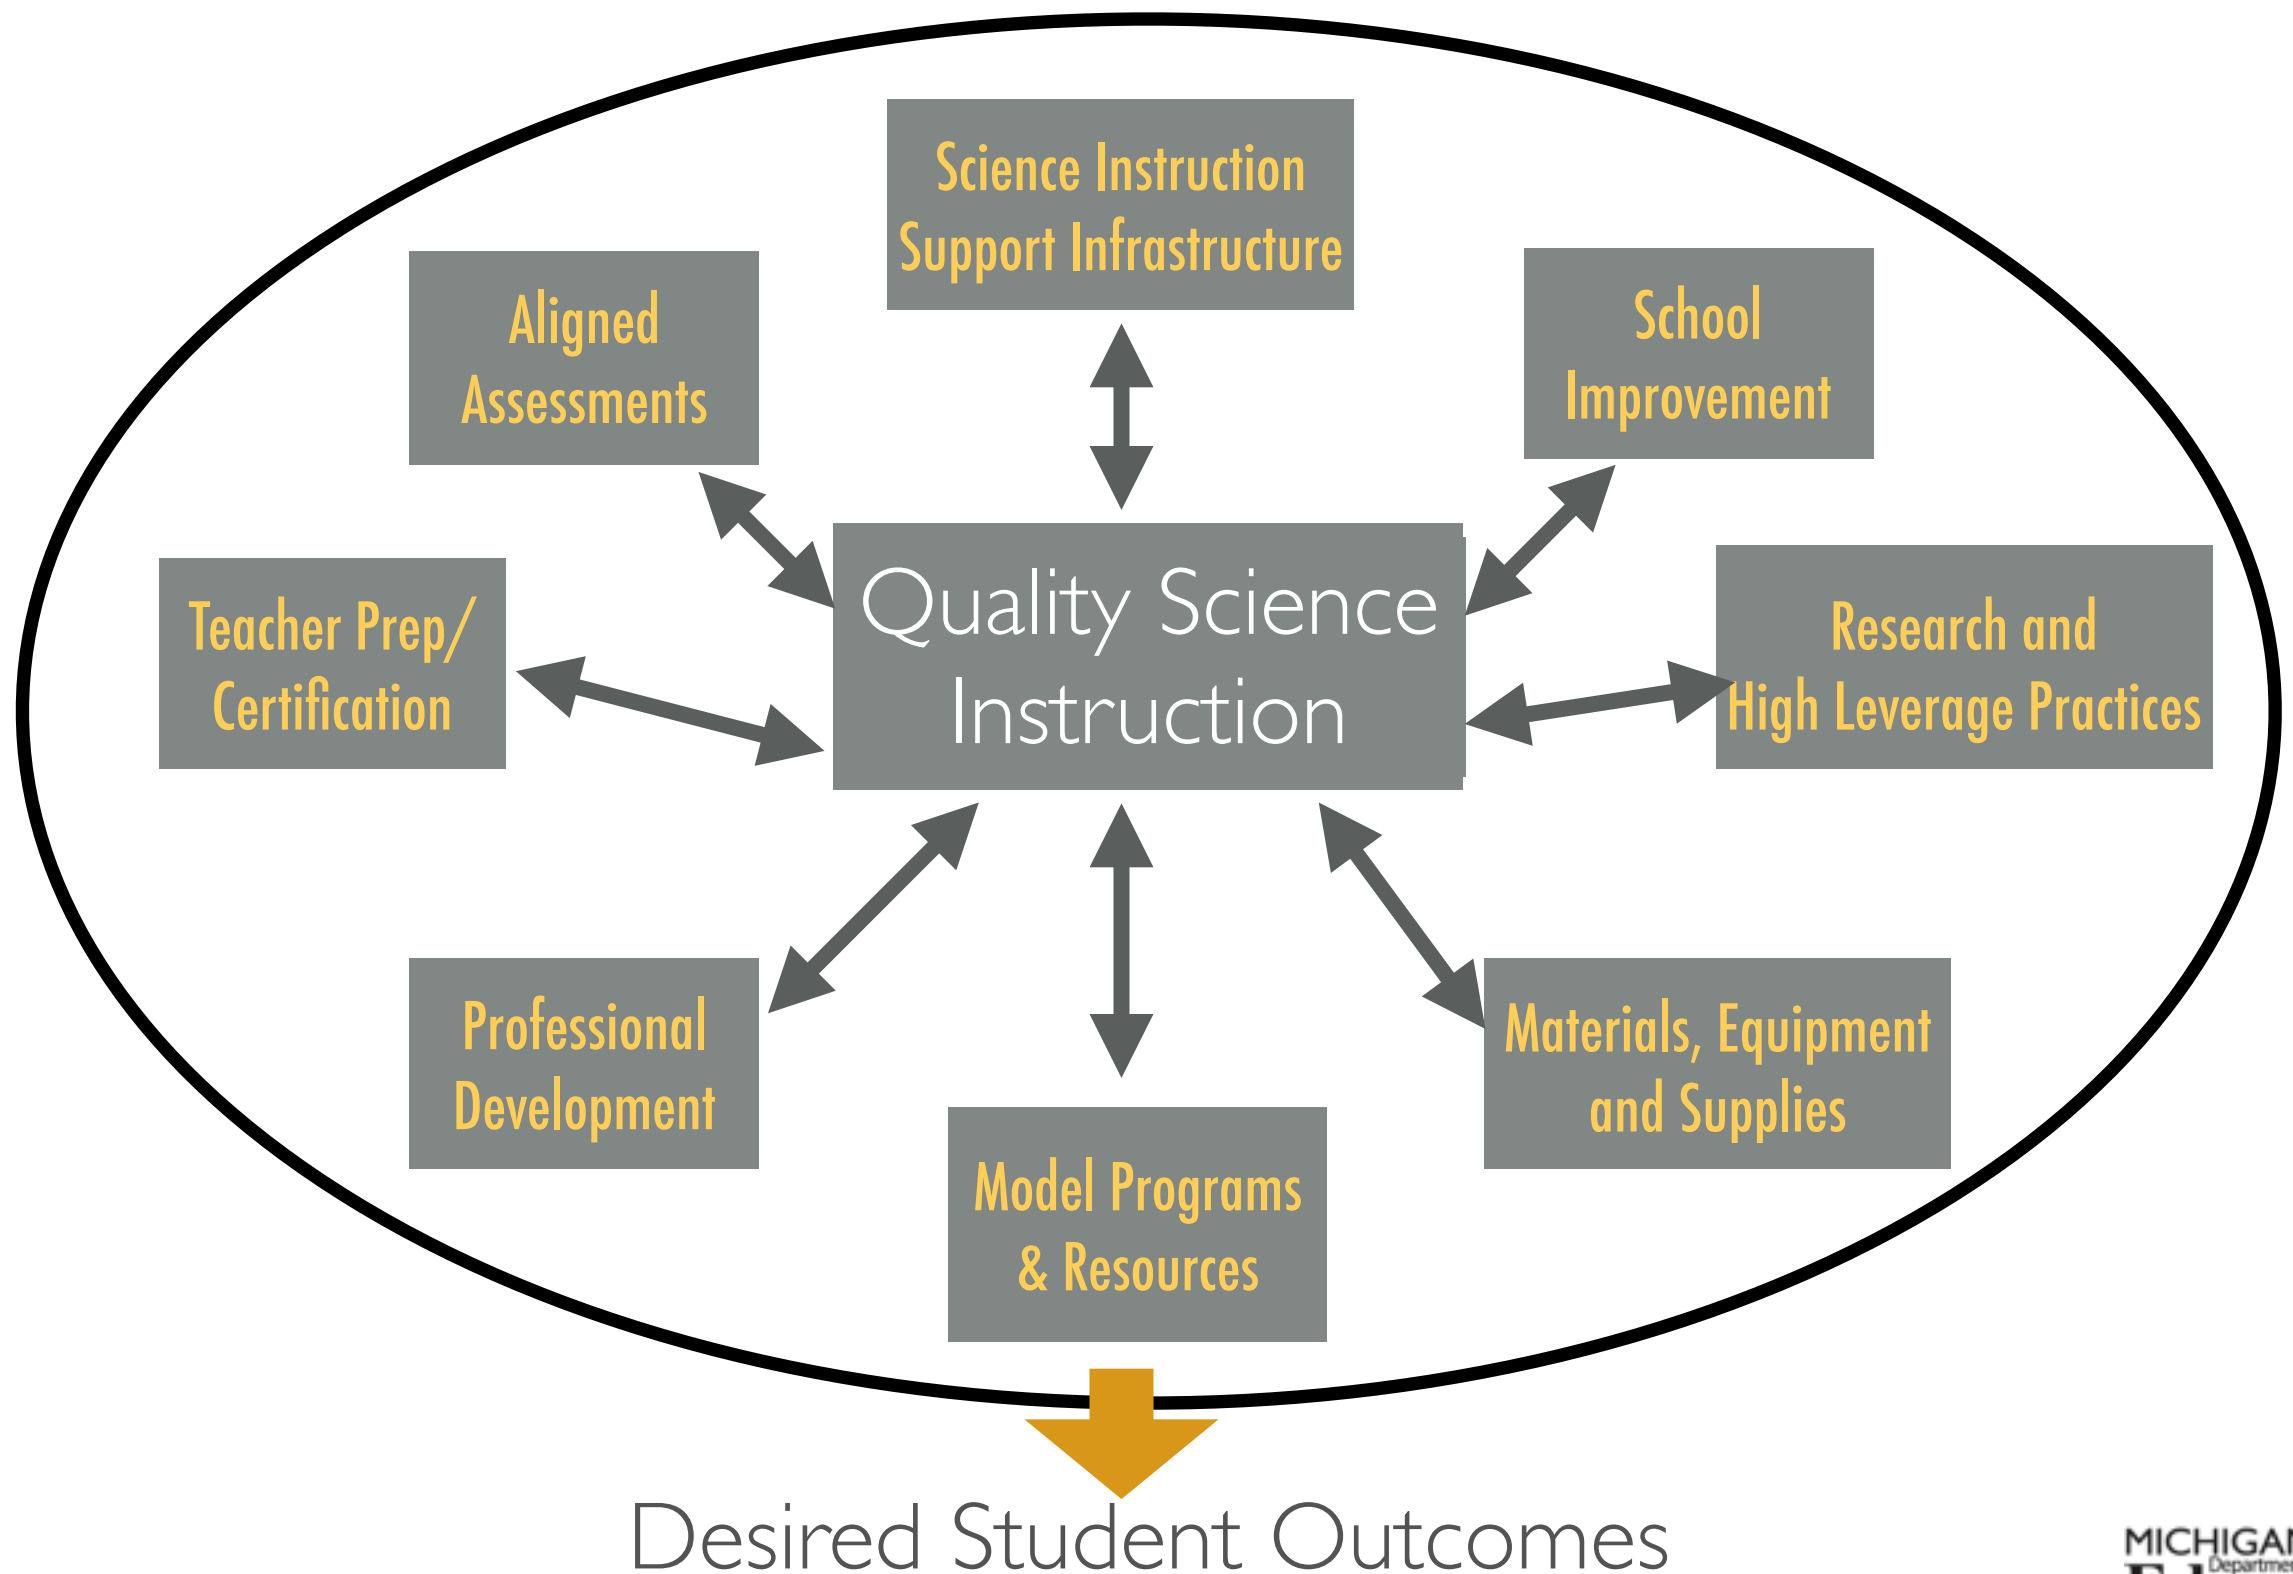 Science Instruction
Support Infrastructure
Aligned
Assessments
School
Improvement
Quality Science
Instruction
Teacher Prep/
Certification
Research and
High Leverage Practices
Professional
Development
Materials, Equipment
and Supplies
Model Programs
& Resources
Desired Student Outcomes
MICHIGAN